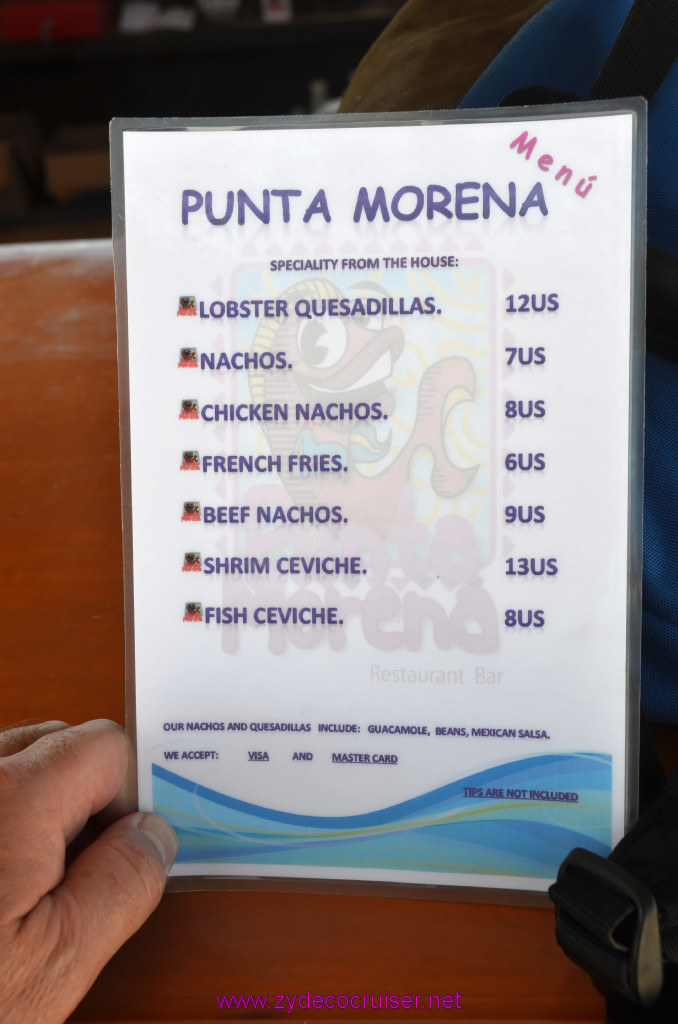 Menú
PUNTA MORENA
SPECIALITY FROM THE HOUSE:
LOBSTER QUESADILLAS. 12US
NACHOS. 7US
CHICKEN NACHOS. 8US
FRENCH FRIES. 6US
BEEF NACHOS. 9US
SHRIM CEVICHE. 13US
FISH CEVICHE. 8US
Punta
Morena
Restaurant Bar
OUR NACHOS AND QUESADILLAS INCLUDE: GUACAMOLE, BEANS, MEXICAN SALSA.
WE ACCEPT: VISA AND MASTER CARD
TIPS ARE NOT INCLUDED
www.zydecocruiser.net